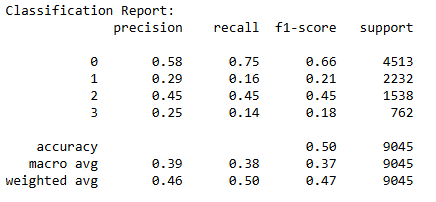 Classification Report:
precision recall f1-score support
0 0.58 0.75 0.66 4513
1 0.29 0.16 0.21 2232
2 0.45 0.45 0.45 1538
3 0.25 0.14 0.18 762
accuracy 0.50 9045
macro avg 0.39 0.38 0.37 9045
weighted avg 0.46 0.50 0.47 9045